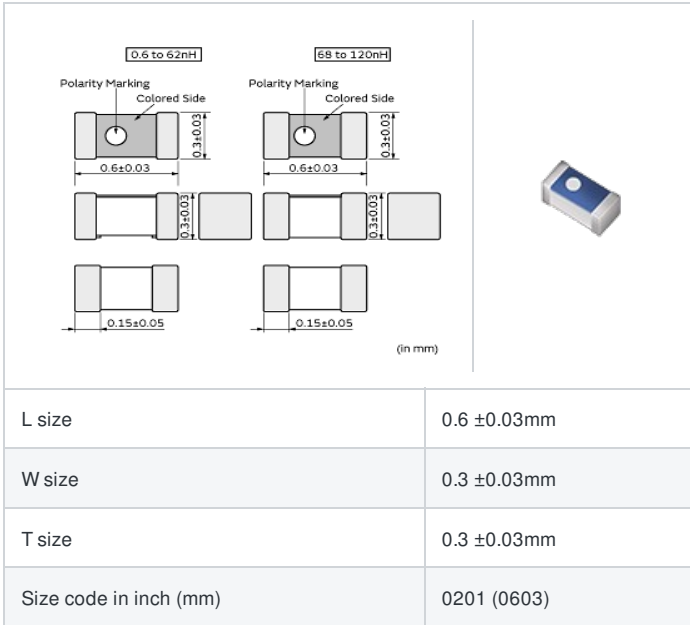 0.6 to 62nH
68 to 120nH
Polarity Marking
Colored Side
0.3±0.03
0.6±0.03
Polarity Marking
Colored Side
0.3±0.03
0.6±0.03
0.3±0.03
0.3±0.03
0.15±0.05
0.15±0.05
(in mm)
L size 0.6 ±0.03mm
W size 0.3 ±0.03mm
T size 0.3 ±0.03mm
Size code in inch (mm) 0201 (0603)